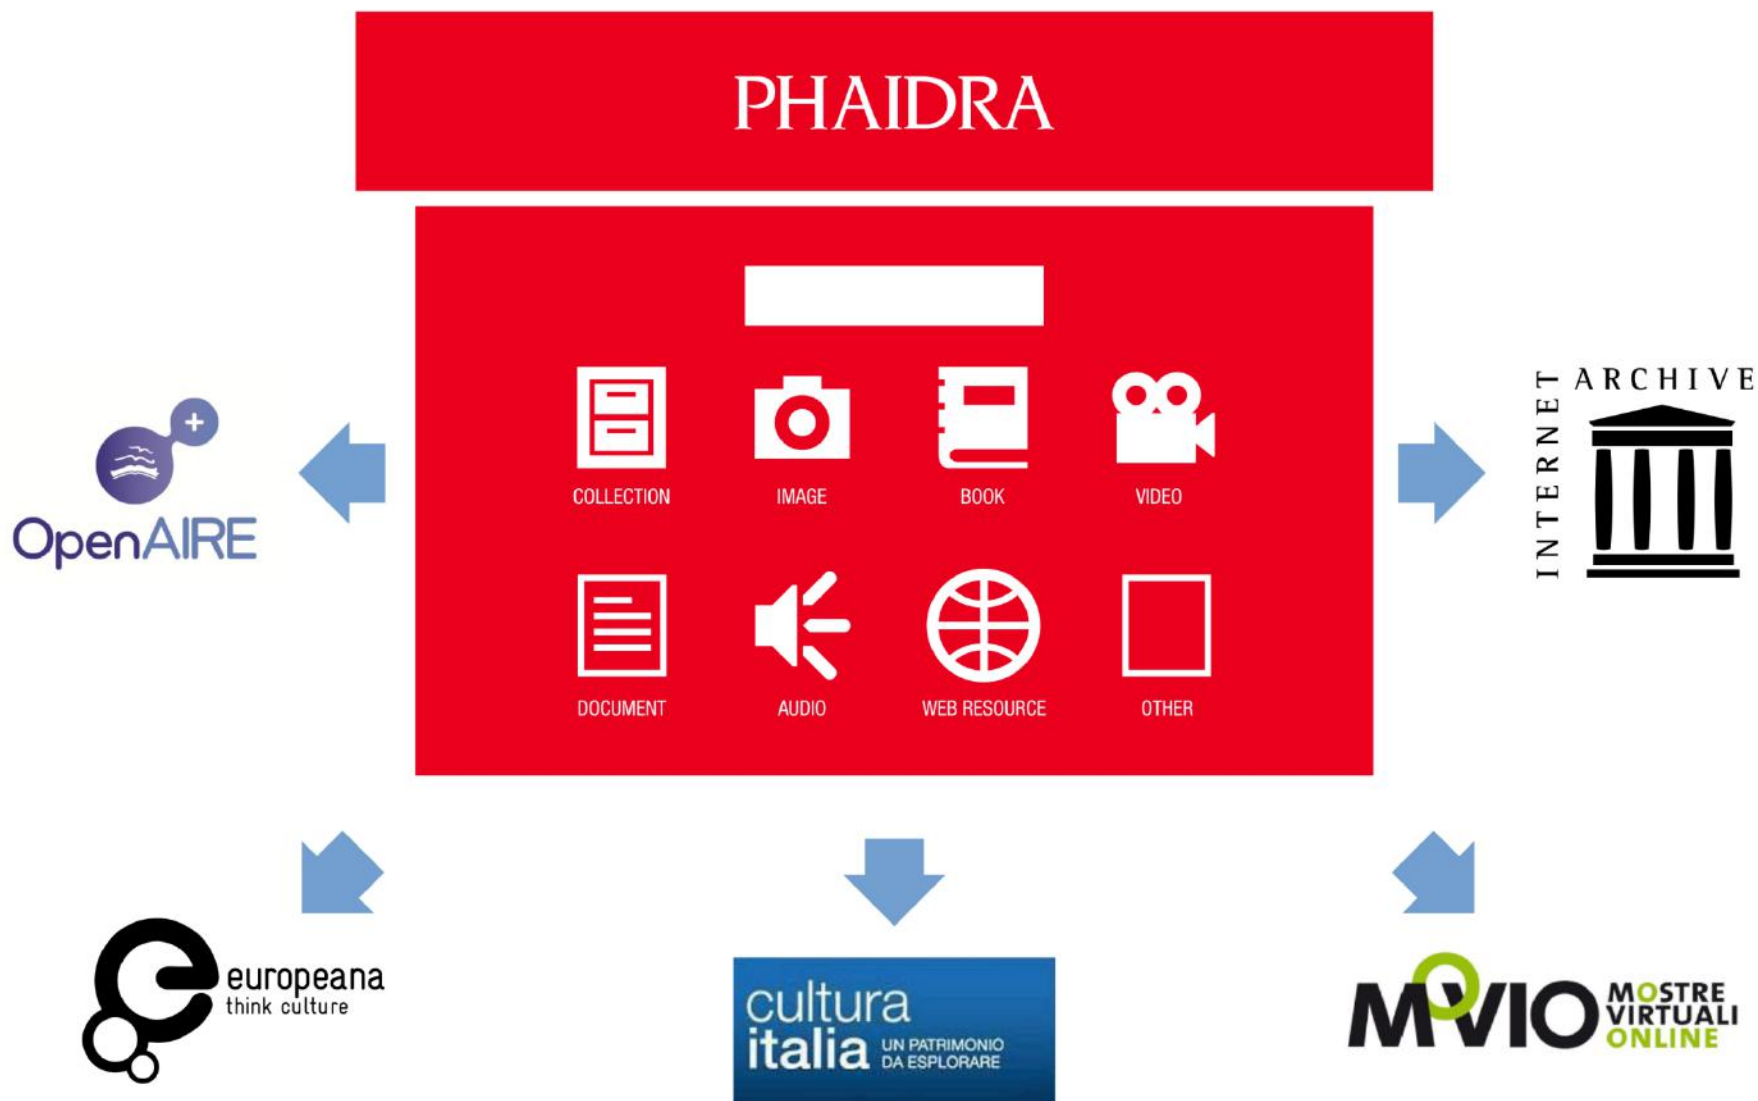 PHAIDRA
COLLECTION
IMAGE
BOOK
VIDEO
DOCUMENT
AUDIO
WEB RESOURCE
OTHER
OpenAIRE
INTERNET
ARCHIVE
europeana
think culture
cultura
italia UN PATRIMONIO
DA ESPLORARE
MOVIO MOSTRE
VIRTUALI
ONLINE